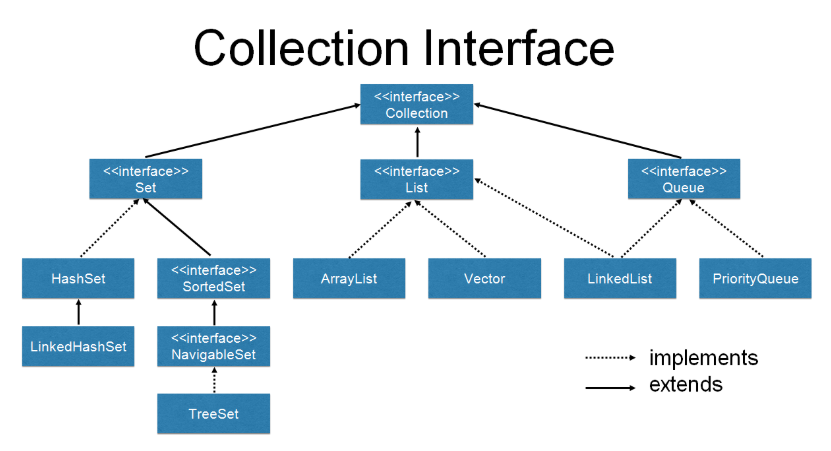 Collection Interface
<<interface>>
Collection
<<interface>>
Set
<<interface>>
List
<<interface>>
Queue
HashSet
<<interface>>
SortedSet
ArrayList
Vector
LinkedList
PriorityQueue
LinkedHashSet
<<interface>>
NavigableSet
TreeSet
implements
extends